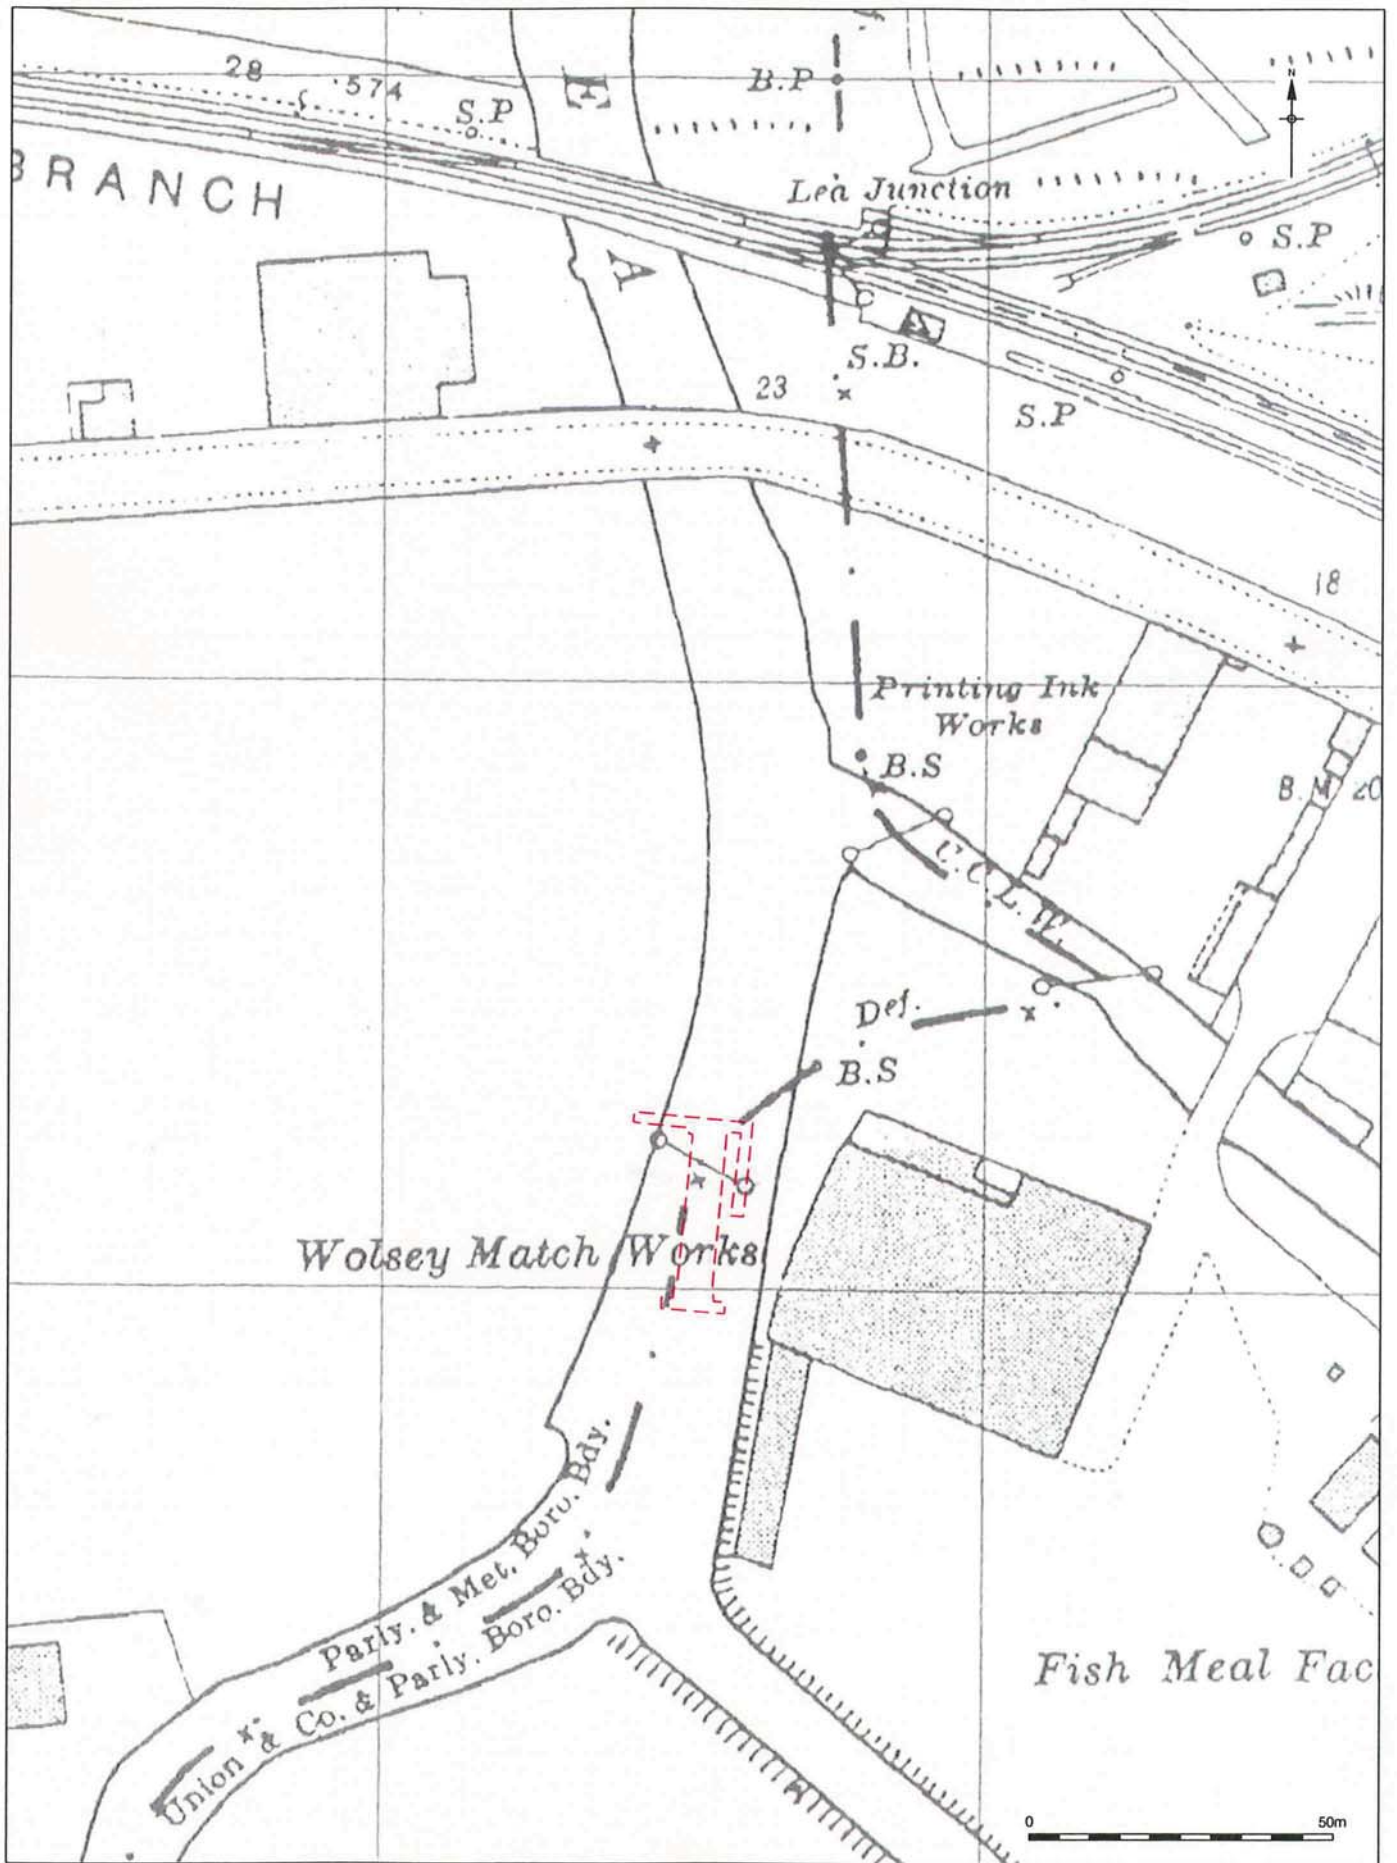 28
·574
S.P
B.P
N
BRANCH
Lea Junction
S.P
S.B.
23
S.P
18
Printing Ink
Works
B.S
B.M 20
U.C.L.W.
Def.
B.S
Wolsey Match Works
Parly. & Met. Boro. Bdy.
Union & Co. & Parly. Boro. Bdy.
Fish Meal Fac
0 50m